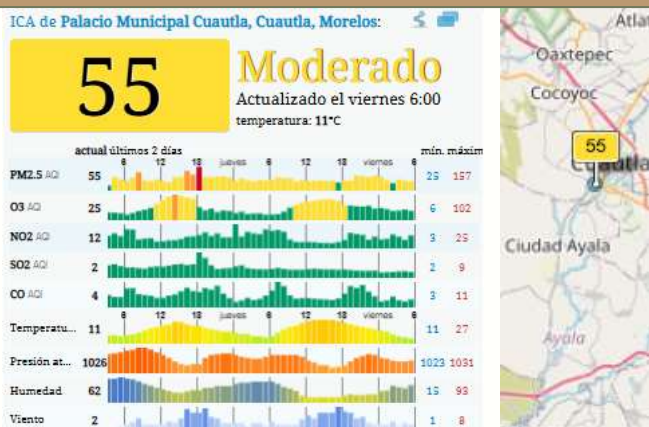 ICA de Palacio Municipal Cuautla, Cuautla, Morelos:
55
Moderado
Actualizado el viernes 6:00
temperatura: 11°C
actual últimos 2 días mín. máxim
6 12 18 jueves 6 12 18 viernes 6
PM2.5 AQI 55 25 157
O3 AQI 25 6 102
NO2 AQI 12 3 25
SO2 AQI 2 2 9
CO AQI 4 3 11
6 12 18 jueves 6 12 18 viernes 6
Temperatu... 11 11 27
Presión at... 1026 1023 1031
Humedad 62 15 93
Viento 2 1 8
Atla
Oaxtepec
Cocoyoc
55
Ciudad Ayala
Ayala